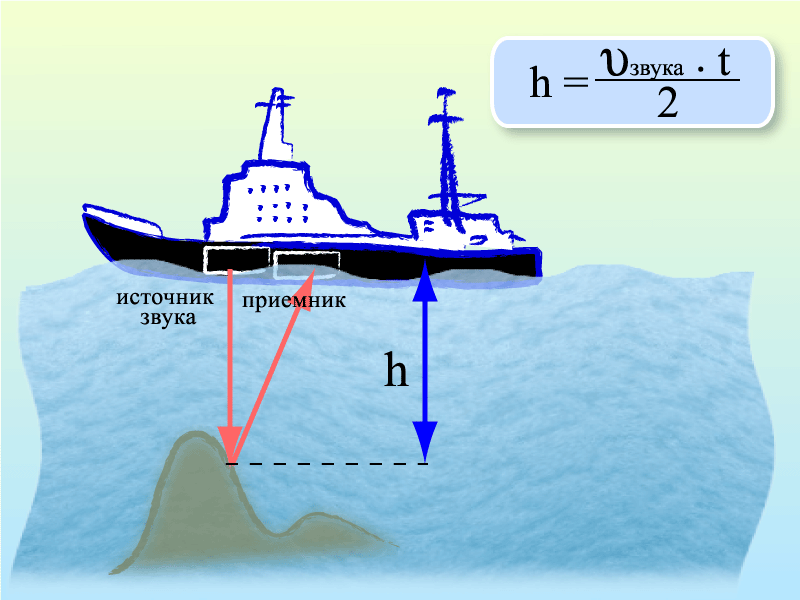 h = υзвука · t / 2
источник
звука
приемник
h